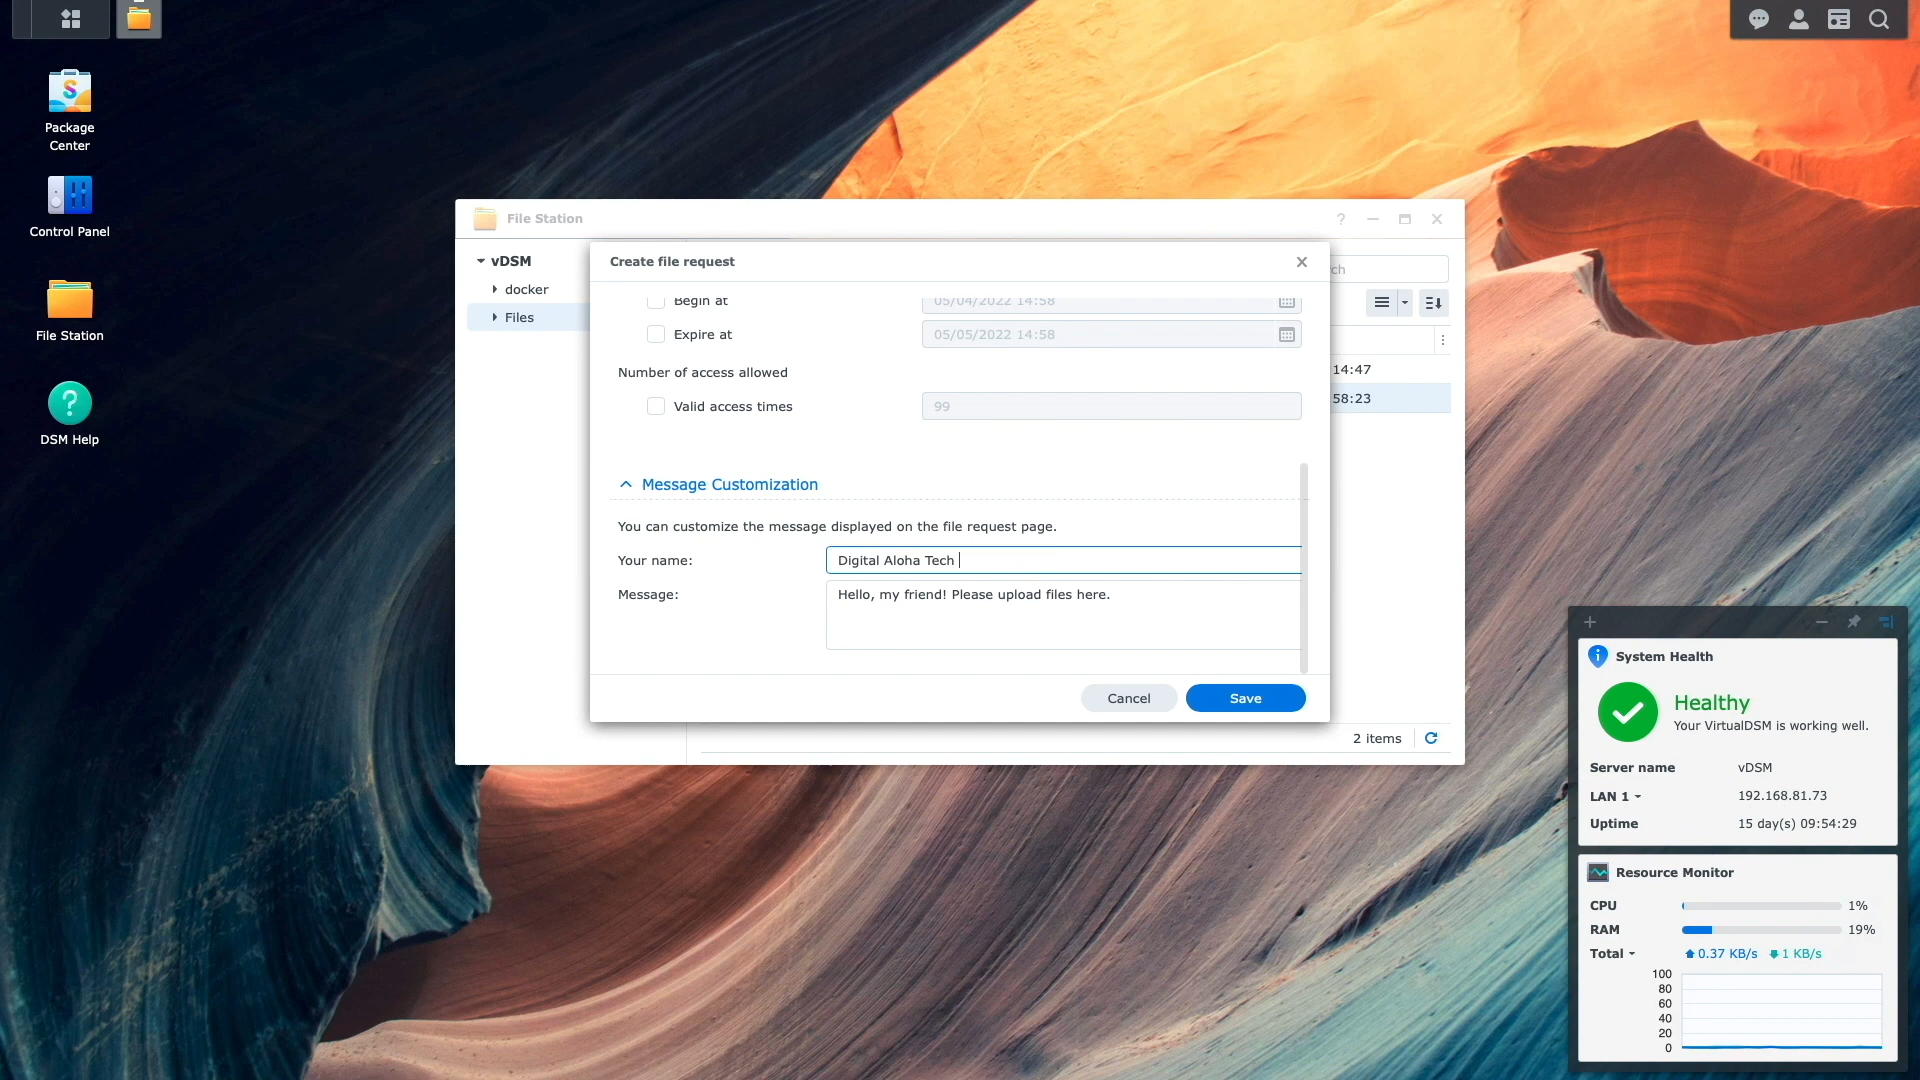 Package
Center
Control Panel
File Station
DSM Help
File Station
vDSM
docker
Files
Create file request
Begin at
05/04/2022 14:58
Expire at
05/05/2022 14:58
Number of access allowed
Valid access times
99
Message Customization
You can customize the message displayed on the file request page.
Your name:
Digital Aloha Tech
Message:
Hello, my friend! Please upload files here.
Cancel
Save
ch
14:47
58:23
2 items
System Health
Healthy
Your VirtualDSM is working well.
Server name vDSM
LAN 1 192.168.81.73
Uptime 15 day(s) 09:54:29
Resource Monitor
CPU 1%
RAM 19%
Total 0.37 KB/s 1 KB/s
100
80
60
40
20
0